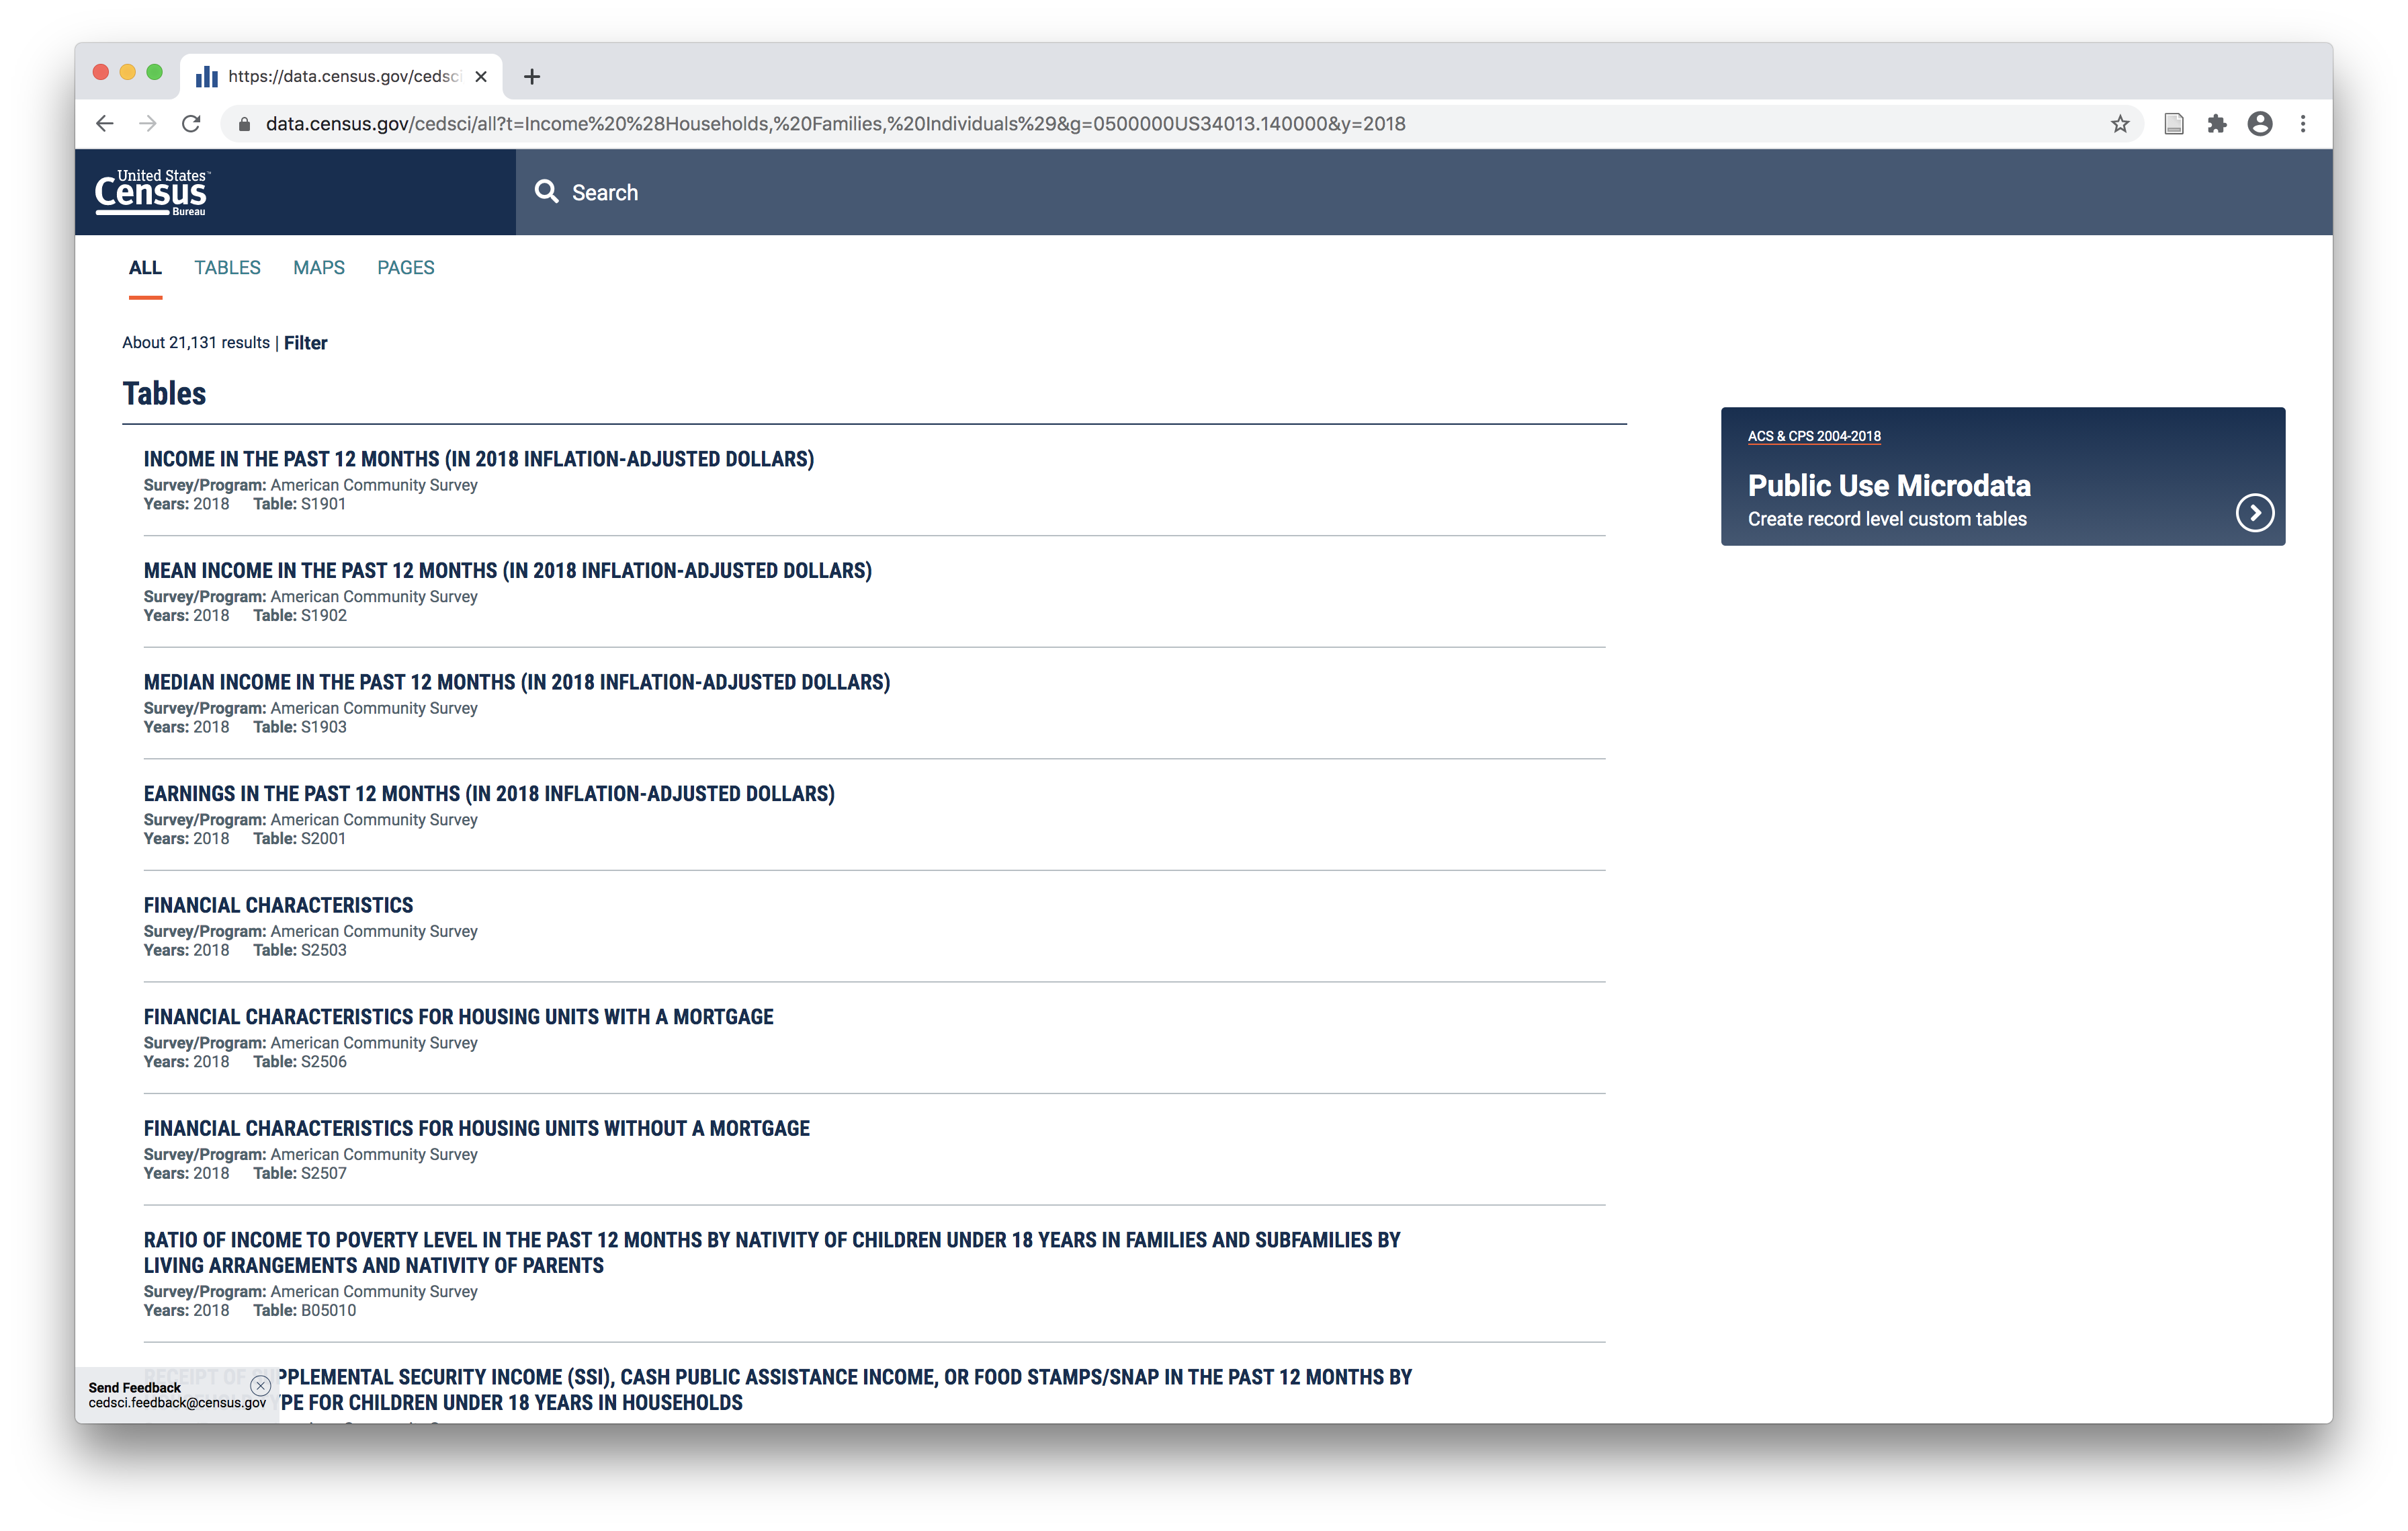 https://data.census.gov/cedsci
data.census.gov/cedsci/all?t=Income%20%28Households,%20Families,%20Individuals%29&g=0500000US34013.140000&y=2018
United States™
Census
Bureau
Search
ALL TABLES MAPS PAGES
About 21,131 results | Filter
Tables
INCOME IN THE PAST 12 MONTHS (IN 2018 INFLATION-ADJUSTED DOLLARS)
Survey/Program: American Community Survey
Years: 2018 Table: S1901
MEAN INCOME IN THE PAST 12 MONTHS (IN 2018 INFLATION-ADJUSTED DOLLARS)
Survey/Program: American Community Survey
Years: 2018 Table: S1902
MEDIAN INCOME IN THE PAST 12 MONTHS (IN 2018 INFLATION-ADJUSTED DOLLARS)
Survey/Program: American Community Survey
Years: 2018 Table: S1903
EARNINGS IN THE PAST 12 MONTHS (IN 2018 INFLATION-ADJUSTED DOLLARS)
Survey/Program: American Community Survey
Years: 2018 Table: S2001
FINANCIAL CHARACTERISTICS
Survey/Program: American Community Survey
Years: 2018 Table: S2503
FINANCIAL CHARACTERISTICS FOR HOUSING UNITS WITH A MORTGAGE
Survey/Program: American Community Survey
Years: 2018 Table: S2506
FINANCIAL CHARACTERISTICS FOR HOUSING UNITS WITHOUT A MORTGAGE
Survey/Program: American Community Survey
Years: 2018 Table: S2507
RATIO OF INCOME TO POVERTY LEVEL IN THE PAST 12 MONTHS BY NATIVITY OF CHILDREN UNDER 18 YEARS IN FAMILIES AND SUBFAMILIES BY
LIVING ARRANGEMENTS AND NATIVITY OF PARENTS
Survey/Program: American Community Survey
Years: 2018 Table: B05010
RECEIPT OF SUPPLEMENTAL SECURITY INCOME (SSI), CASH PUBLIC ASSISTANCE INCOME, OR FOOD STAMPS/SNAP IN THE PAST 12 MONTHS BY
PE FOR CHILDREN UNDER 18 YEARS IN HOUSEHOLDS
Send Feedback
cedsci.feedback@census.gov
ACS & CPS 2004-2018
Public Use Microdata
Create record level custom tables